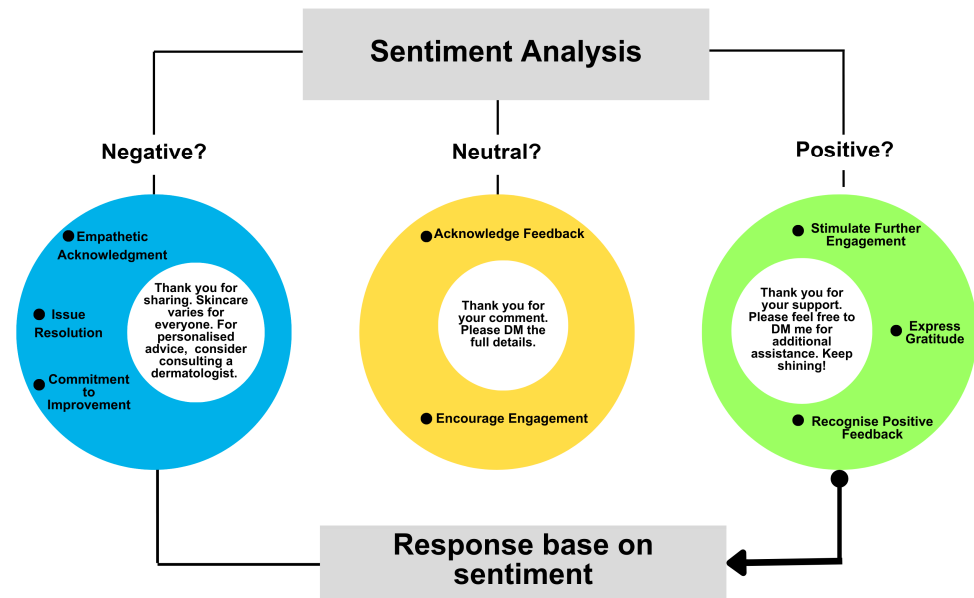 Sentiment Analysis
Negative?
Neutral?
Positive?
Empathetic
Acknowledgment
Issue
Resolution
Commitment
to
Improvement
Thank you for
sharing. Skincare
varies for
everyone. For
personalised
advice, consider
consulting a
dermatologist.
Acknowledge Feedback
Thank you for
your comment.
Please DM the
full details.
Encourage Engagement
Stimulate Further
Engagement
Thank you for
your support.
Please feel free to
DM me for
additional
assistance. Keep
shining!
Express
Gratitude
Recognise Positive
Feedback
Response base on
sentiment